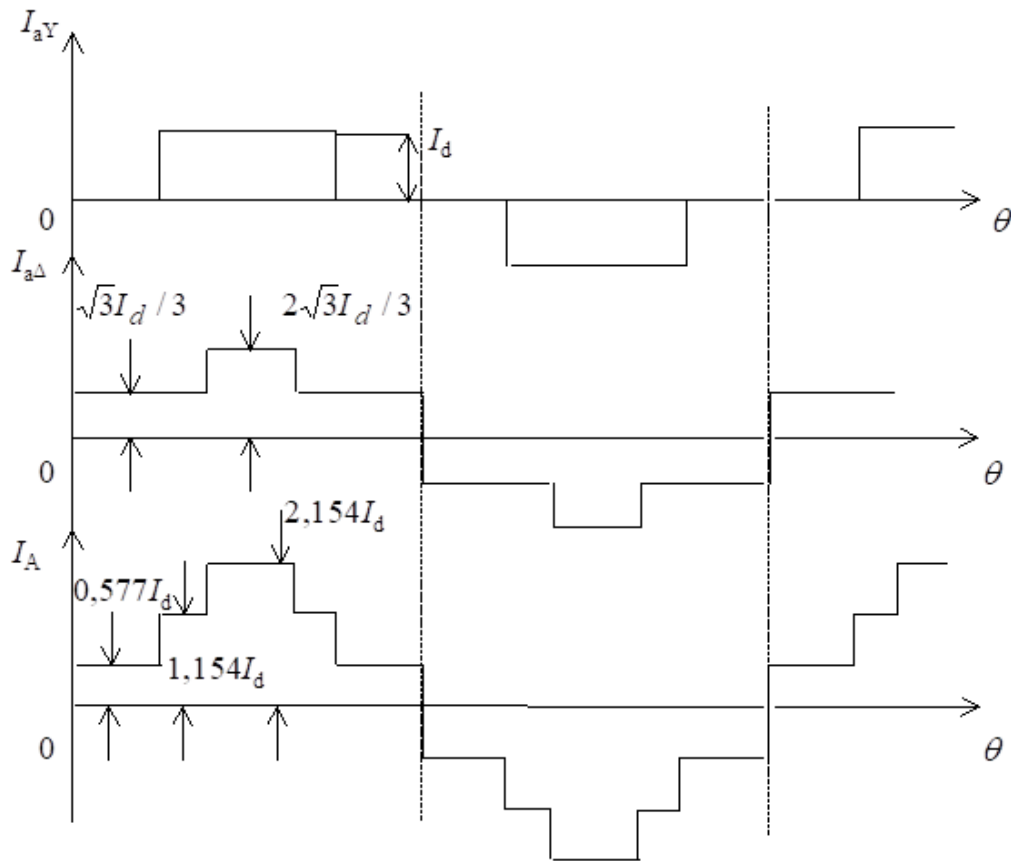 I_aY
I_d
0
θ
I_aΔ
√3I_d / 3
2√3I_d / 3
0
θ
2,154I_d
I_A
0,577I_d
1,154I_d
0
θ